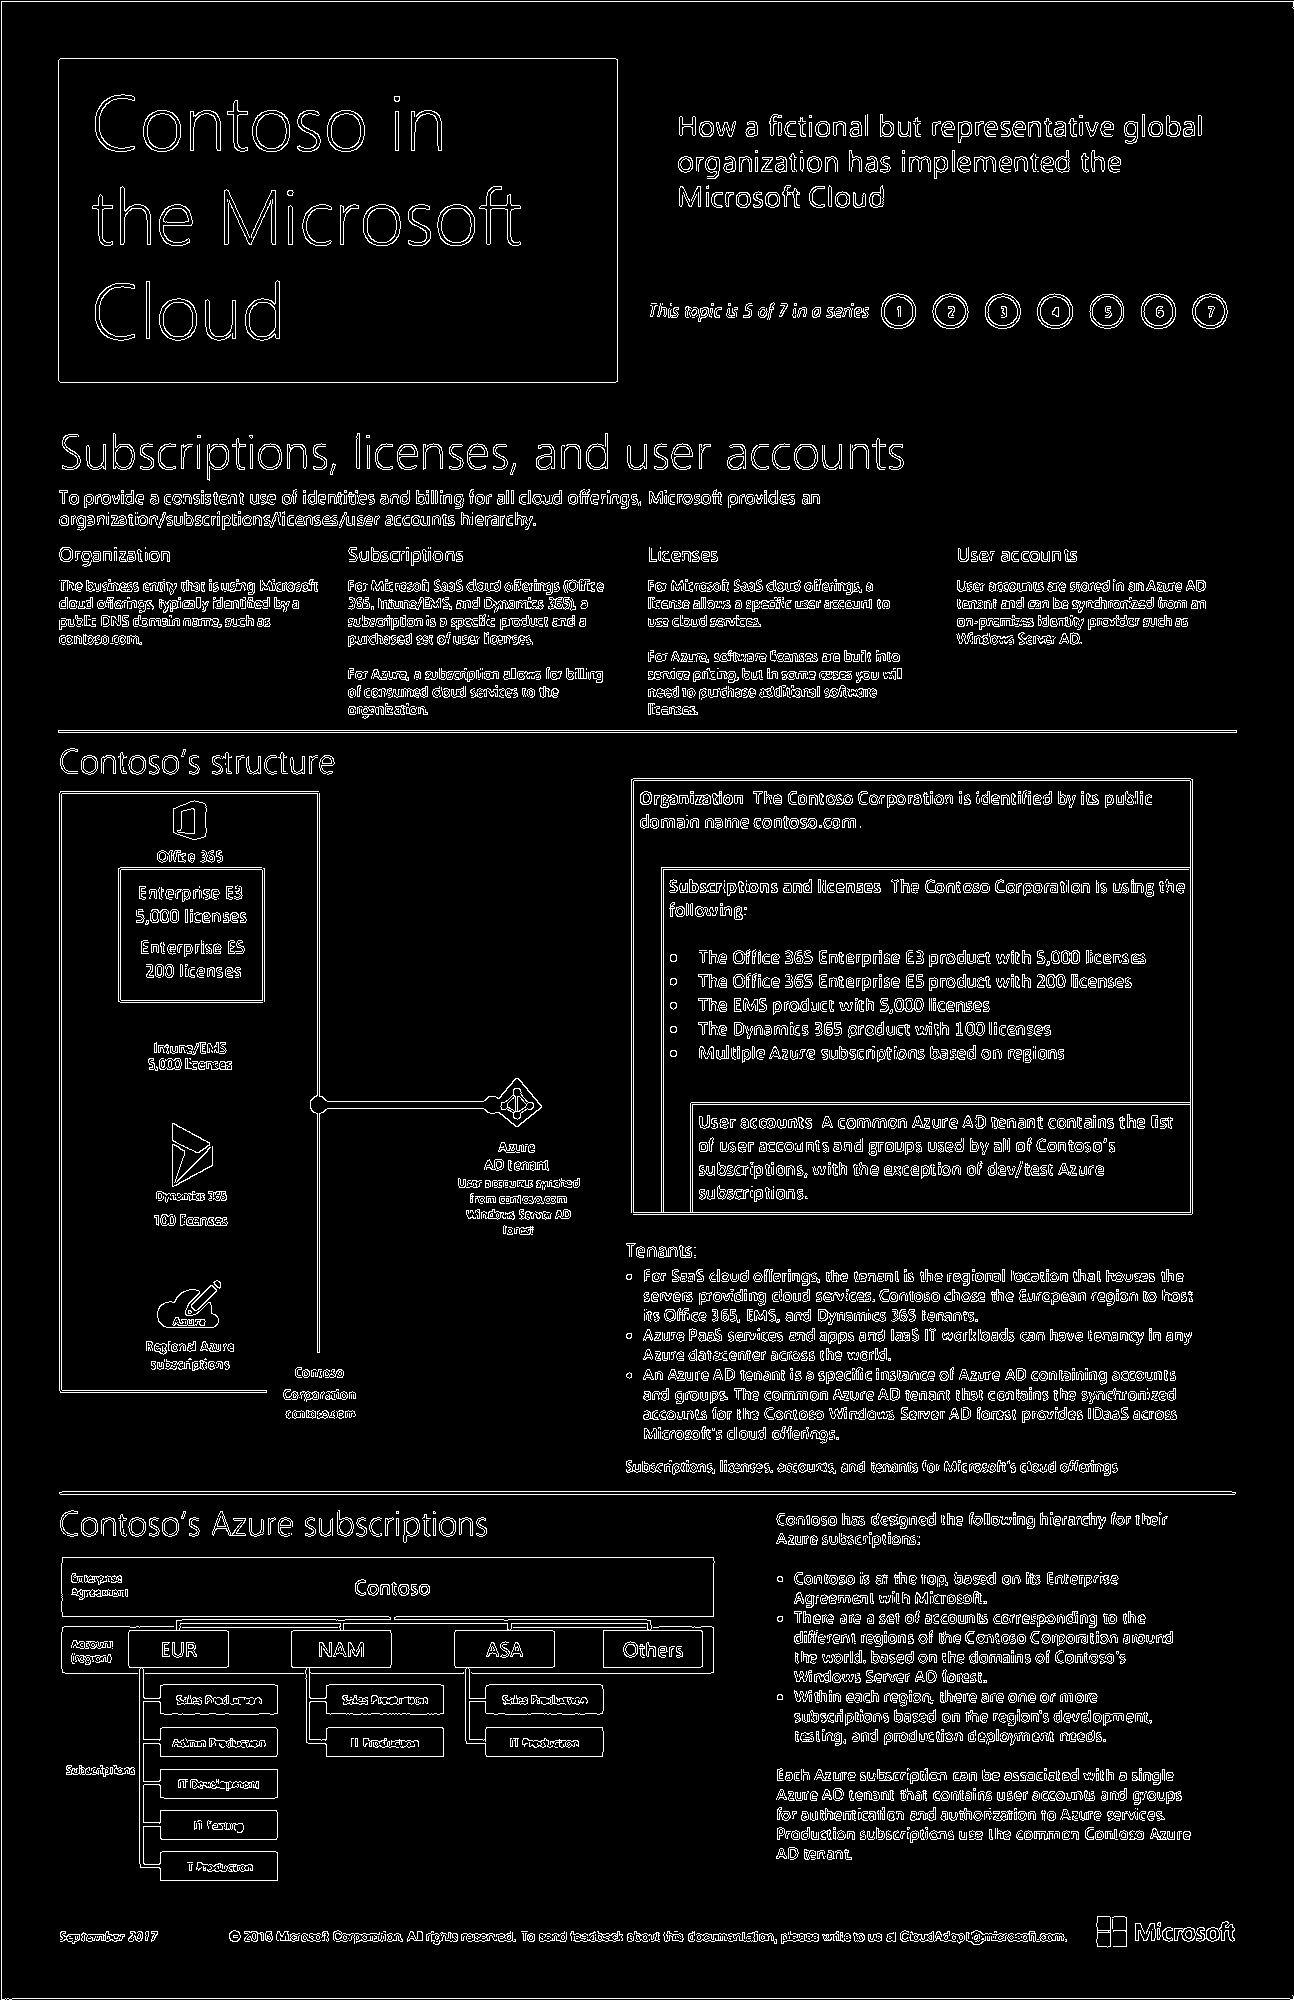 Contoso in
the Microsoft
Cloud
How a fictional but representative global
organization has implemented the
Microsoft Cloud
This topic is 5 of 7 in a series 1 2 3 4 5 6 7
Subscriptions, licenses, and user accounts
To provide a consistent use of identities and billing for all cloud offerings, Microsoft provides an
organization/subscriptions/licenses/user accounts hierarchy.
Organization
The business entity that is using Microsoft
cloud offerings, typically identified by a
public DNS domain name, such as
contoso.com.
Subscriptions
For Microsoft SaaS cloud offerings (Office
365, Intune/EMS, and Dynamics 365), a
subscription is a specific product and a
purchased set of user licenses.
For Azure, a subscription allows for billing
of consumed cloud services to the
organization.
Licenses
For Microsoft SaaS cloud offerings, a
license allows a specific user account to
use cloud services.
For Azure, software licenses are built into
service pricing, but in some cases you will
need to purchase additional software
licenses.
User accounts
User accounts are stored in an Azure AD
tenant and can be synchronized from an
on-premises identity provider such as
Windows Server AD.
Contoso's structure
Office 365
Enterprise E3
5,000 licenses
Enterprise E5
200 licenses
Intune/EMS
5,000 licenses
Dynamics 365
100 licenses
Azure
Regional Azure
subscriptions
Contoso
Corporation
contoso.com
Azure
AD tenant
User accounts synched
from contoso.com
Windows Server AD
forest
Organization The Contoso Corporation is identified by its public
domain name contoso.com.
Subscriptions and licenses The Contoso Corporation is using the
following:
• The Office 365 Enterprise E3 product with 5,000 licenses
• The Office 365 Enterprise E5 product with 200 licenses
• The EMS product with 5,000 licenses
• The Dynamics 365 product with 100 licenses
• Multiple Azure subscriptions based on regions
User accounts A common Azure AD tenant contains the list
of user accounts and groups used by all of Contoso's
subscriptions, with the exception of dev/test Azure
subscriptions.
Tenants:
• For SaaS cloud offerings, the tenant is the regional location that houses the
servers providing cloud services. Contoso chose the European region to host
its Office 365, EMS, and Dynamics 365 tenants.
• Azure PaaS services and apps and IaaS IT workloads can have tenancy in any
Azure datacenter across the world.
• An Azure AD tenant is a specific instance of Azure AD containing accounts
and groups. The common Azure AD tenant that contains the synchronized
accounts for the Contoso Windows Server AD forest provides IDaaS across
Microsoft's cloud offerings.
Subscriptions, licenses, accounts, and tenants for Microsoft's cloud offerings
Contoso's Azure subscriptions
Enterprise
Agreement
Contoso
Account
(region)
EUR
NAM
ASA
Others
Subscriptions
Sales Production
Admin Production
IT Development
IT Testing
IT Production
Sales Production
IT Production
Sales Production
IT Production
Contoso has designed the following hierarchy for their
Azure subscriptions:
• Contoso is at the top, based on its Enterprise
Agreement with Microsoft.
• There are a set of accounts corresponding to the
different regions of the Contoso Corporation around
the world, based on the domains of Contoso's
Windows Server AD forest.
• Within each region, there are one or more
subscriptions based on the region's development,
testing, and production deployment needs.
Each Azure subscription can be associated with a single
Azure AD tenant that contains user accounts and groups
for authentication and authorization to Azure services.
Production subscriptions use the common Contoso Azure
AD tenant.
September 2017
© 2016 Microsoft Corporation. All rights reserved. To send feedback about this documentation, please write to us at CloudAdopt@microsoft.com.
Microsoft